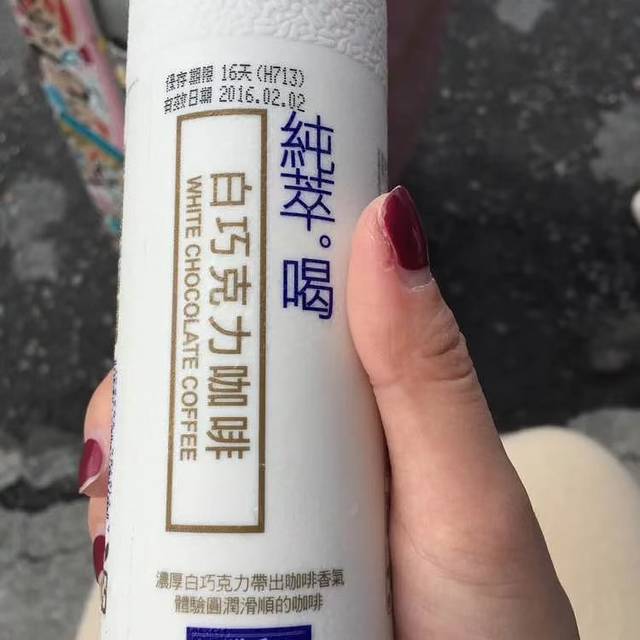 保存期限 16天(H713)
有效日期 2016.02.02
純萃。喝
白巧克力咖啡
WHITE CHOCOLATE COFFEE
濃厚白巧克力帶出咖啡香氣
體驗圓潤滑順的咖啡